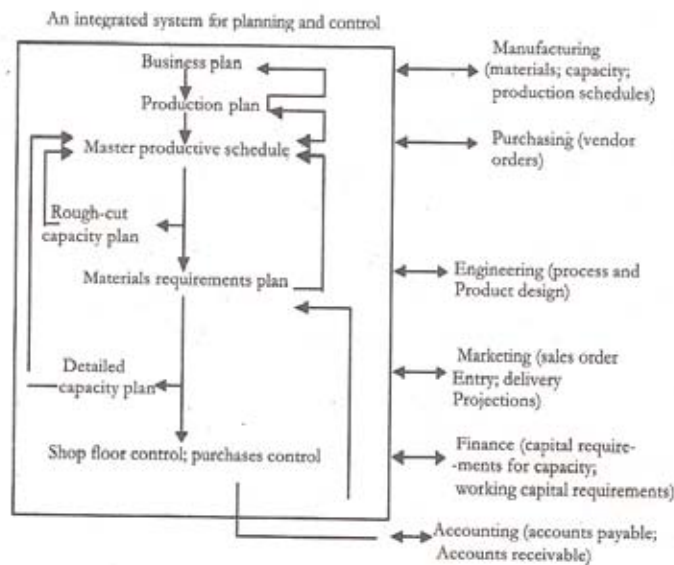 An integrated system for planning and control
Business plan
Production plan
Master productive schedule
Rough-cut
capacity plan
Materials requirements plan
Detailed
capacity plan
Shop floor control; purchases control
Manufacturing
(materials; capacity;
production schedules)
Purchasing (vendor
orders)
Engineering (process and
Product design)
Marketing (sales order
Entry; delivery
Projections)
Finance (capital require-
-ments for capacity;
working capital requirements)
Accounting (accounts payable;
Accounts receivable)